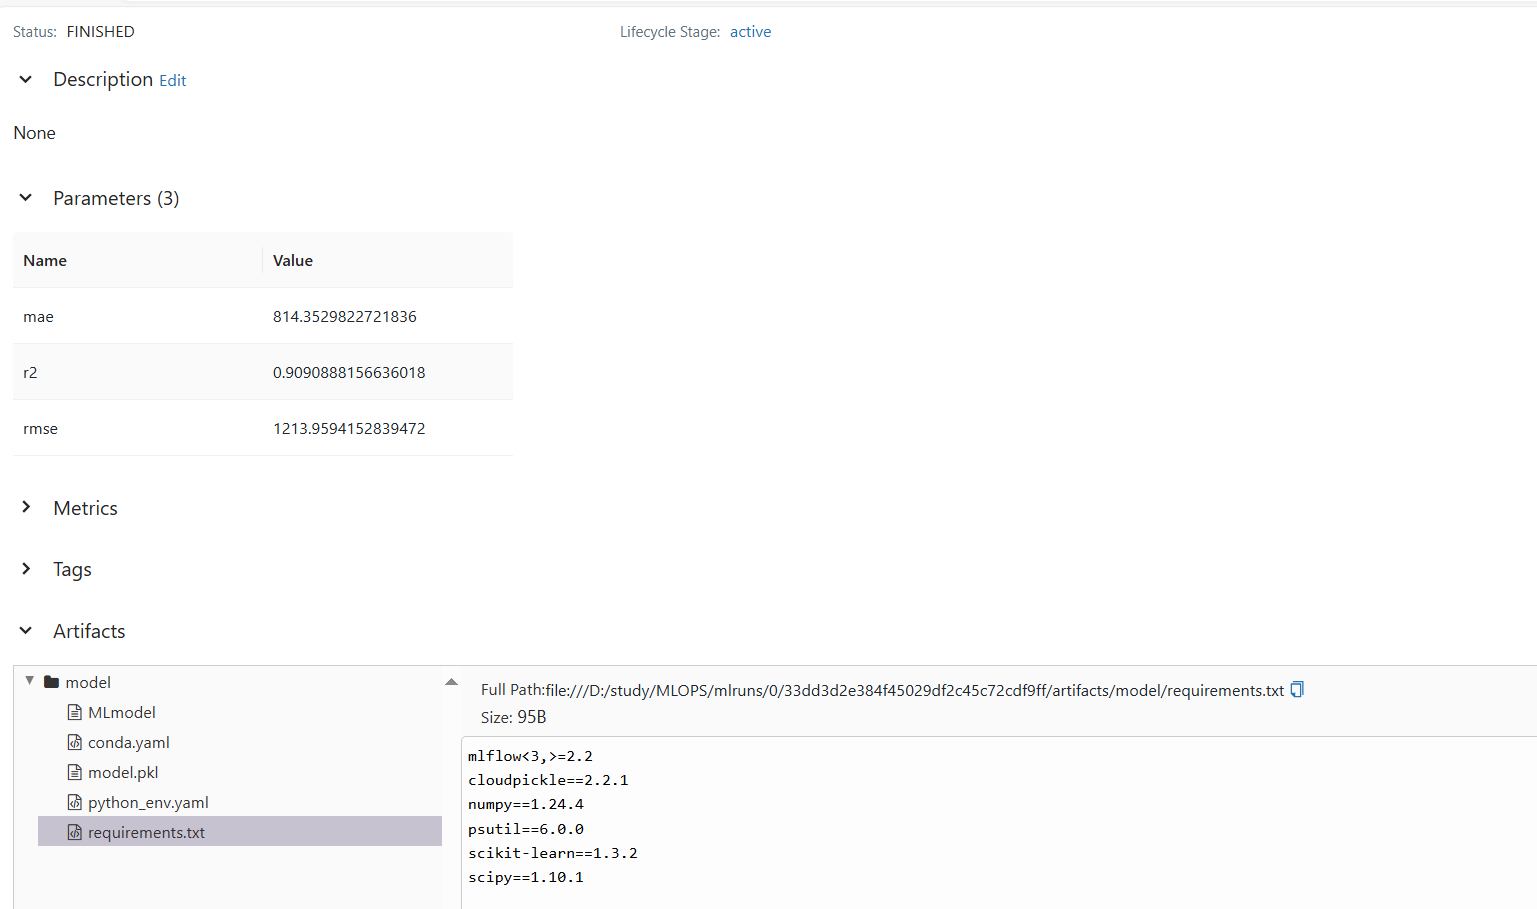 Status: FINISHED Lifecycle Stage: active
Description Edit
None
Parameters (3)
Name Value
mae 814.3529822721836
r2 0.9090888156636018
rmse 1213.9594152839472
Metrics
Tags
Artifacts
model
MLmodel
conda.yaml
model.pkl
python_env.yaml
requirements.txt
Full Path:file:///D:/study/MLOPS/mlruns/0/33dd3d2e384f45029df2c45c72cdf9ff/artifacts/model/requirements.txt
Size: 95B
mlflow<3,>=2.2
cloudpickle==2.2.1
numpy==1.24.4
psutil==6.0.0
scikit-learn==1.3.2
scipy==1.10.1